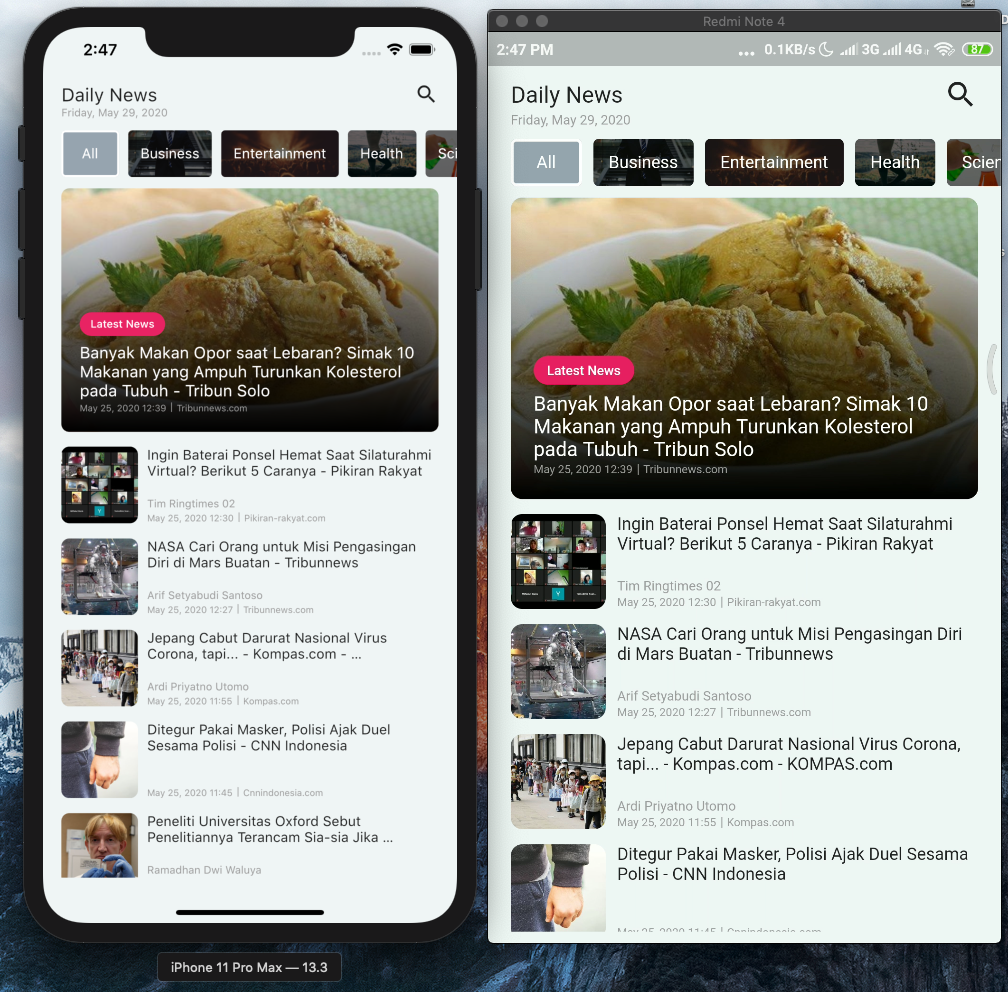 2:47
Daily News
Friday, May 29, 2020
All
Business
Entertainment
Health
Sci
Latest News
Banyak Makan Opor saat Lebaran? Simak 10
Makanan yang Ampuh Turunkan Kolesterol
pada Tubuh - Tribun Solo
May 25, 2020 12:39 | Tribunnews.com
Ingin Baterai Ponsel Hemat Saat Silaturahmi
Virtual? Berikut 5 Caranya - Pikiran Rakyat
Tim Ringtimes 02
May 25, 2020 12:30 | Pikiran-rakyat.com
NASA Cari Orang untuk Misi Pengasingan
Diri di Mars Buatan - Tribunnews
Arif Setyabudi Santoso
May 25, 2020 12:27 | Tribunnews.com
Jepang Cabut Darurat Nasional Virus
Corona, tapi... - Kompas.com - ...
Ardi Priyatno Utomo
May 25, 2020 11:55 | Kompas.com
Ditegur Pakai Masker, Polisi Ajak Duel
Sesama Polisi - CNN Indonesia
May 25, 2020 11:45 | Cnnindonesia.com
Peneliti Universitas Oxford Sebut
Penelitiannya Terancam Sia-sia Jika ...
Ramadhan Dwi Waluya
iPhone 11 Pro Max — 13.3
Redmi Note 4
2:47 PM
... 0.1KB/s 3G 4G 87
Daily News
Friday, May 29, 2020
All
Business
Entertainment
Health
Scien
Latest News
Banyak Makan Opor saat Lebaran? Simak 10
Makanan yang Ampuh Turunkan Kolesterol
pada Tubuh - Tribun Solo
May 25, 2020 12:39 | Tribunnews.com
Ingin Baterai Ponsel Hemat Saat Silaturahmi
Virtual? Berikut 5 Caranya - Pikiran Rakyat
Tim Ringtimes 02
May 25, 2020 12:30 | Pikiran-rakyat.com
NASA Cari Orang untuk Misi Pengasingan Diri
di Mars Buatan - Tribunnews
Arif Setyabudi Santoso
May 25, 2020 12:27 | Tribunnews.com
Jepang Cabut Darurat Nasional Virus Corona,
tapi... - Kompas.com - KOMPAS.com
Ardi Priyatno Utomo
May 25, 2020 11:55 | Kompas.com
Ditegur Pakai Masker, Polisi Ajak Duel Sesama
Polisi - CNN Indonesia
May 25, 2020 11:45 | Cnnindonesia.com